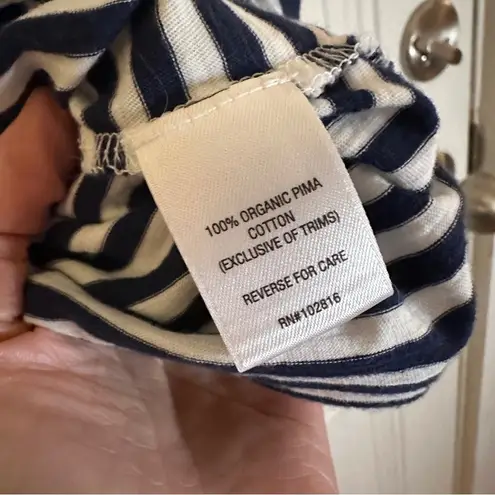 100% ORGANIC PIMA
COTTON
(EXCLUSIVE OF TRIMS)
REVERSE FOR CARE
RN#102816